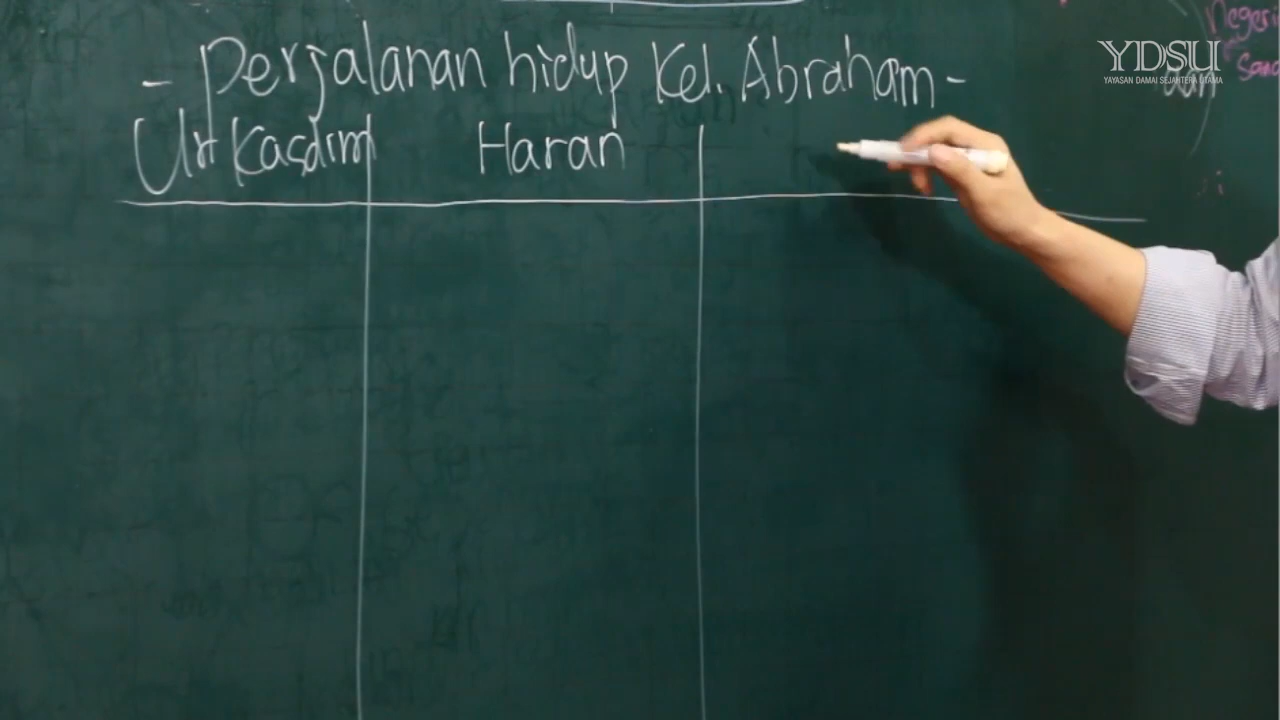 - Perjalanan hidup Kel. Abraham -
Ur Kasdim Haran
YDSU
YAYASAN DAMAI SEJAHTERA UTAMA